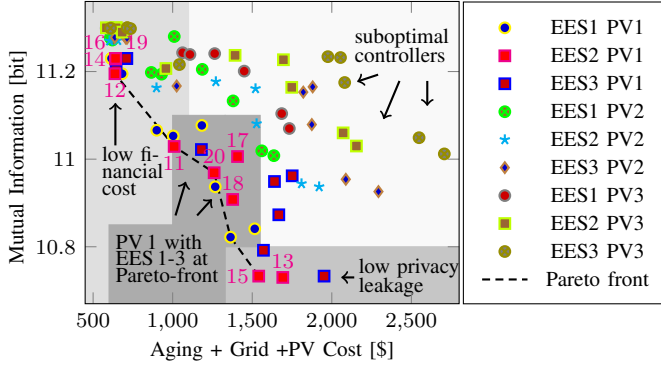 Mutual Information [bit]
11.2
11
10.8
500
1,000
1,500
2,000
2,500
Aging + Grid +PV Cost [$]
16
19
14
12
11
17
20
18
15
13
suboptimal
controllers
low fi-
nancial
cost
PV 1 with
EES 1-3 at
Pareto-front
low privacy
leakage
EES1 PV1
EES2 PV1
EES3 PV1
EES1 PV2
EES2 PV2
EES3 PV2
EES1 PV3
EES2 PV3
EES3 PV3
Pareto front